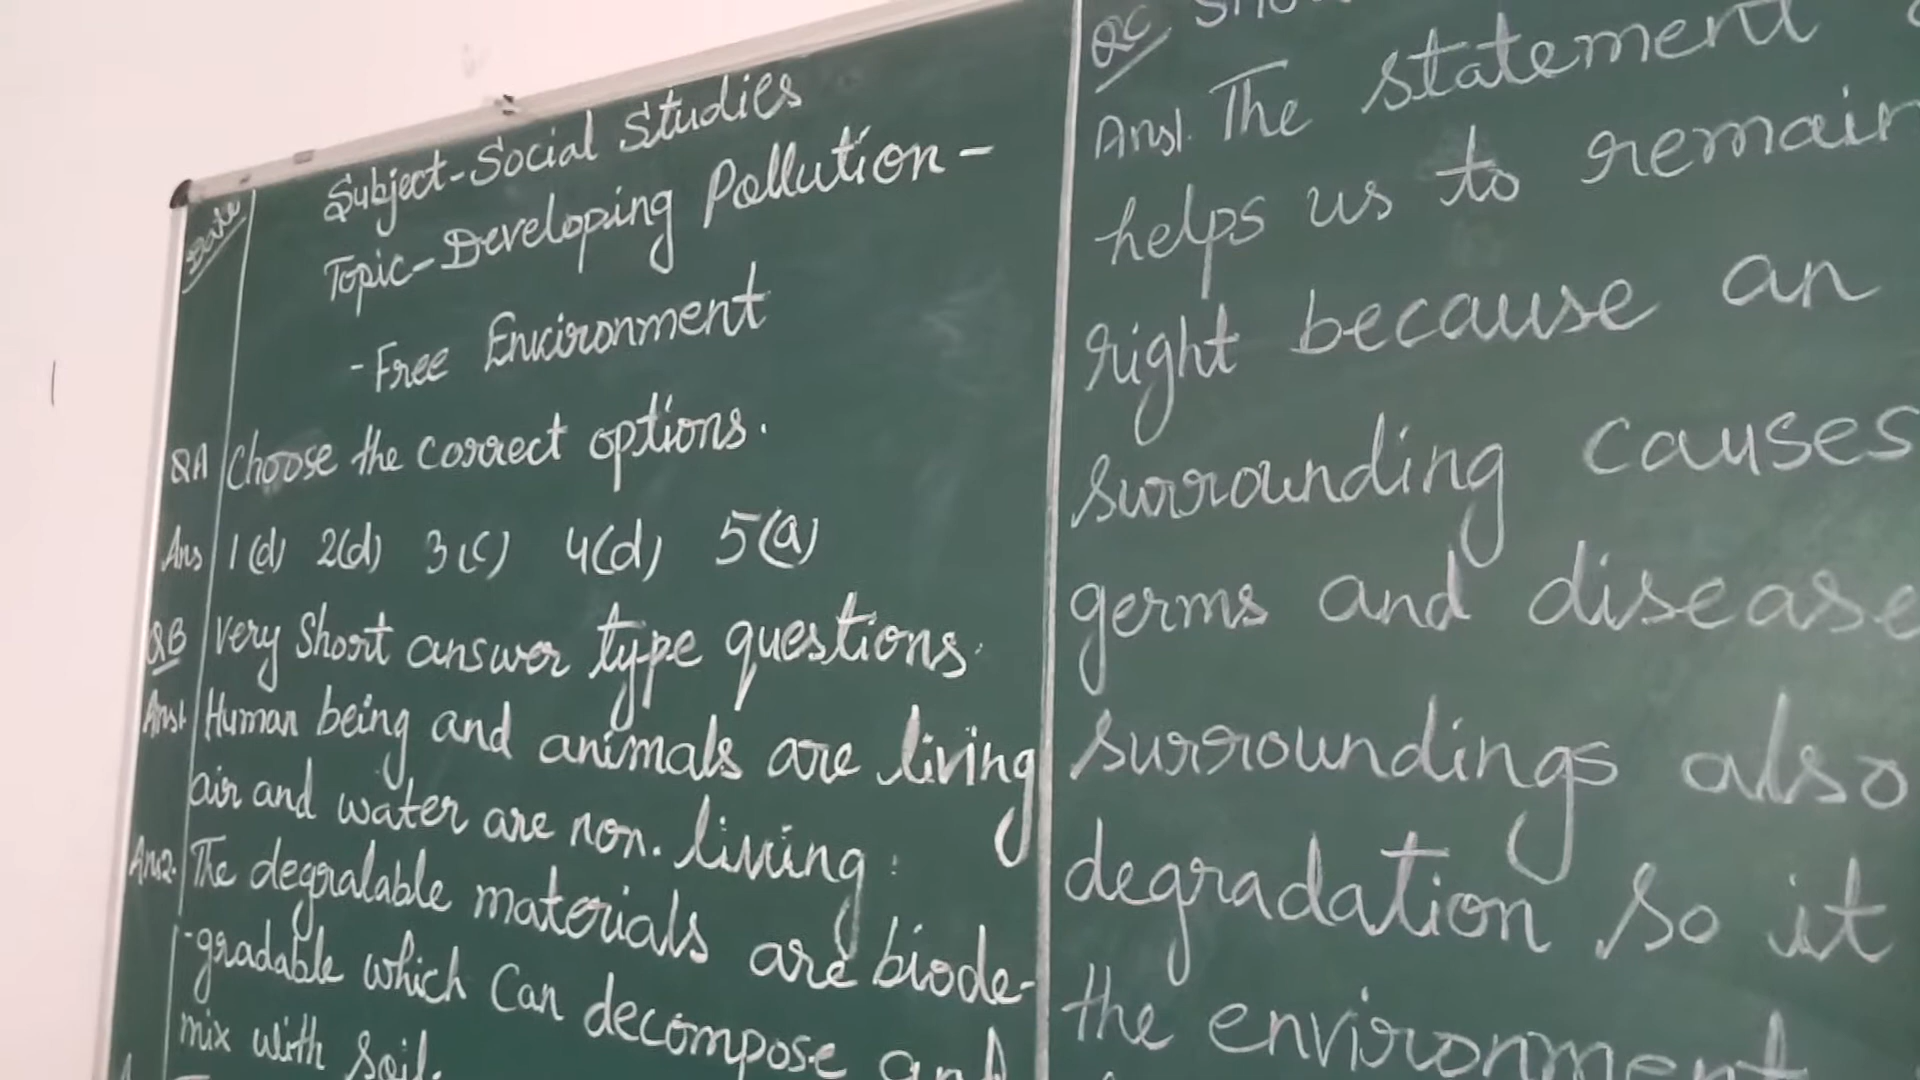 Date
Subject-Social Studies
Topic-Developing Pollution-
-Free Environment
QA Choose the correct options.
Ans 1(d) 2(d) 3(c) 4(d) 5(a)
QB Very Short answer type questions.
Ans1. Human being and animals are living
air and water are non. living.
Ans2. The degralable materials are biode-
-gradable which Can decompose and
mix with Soil.
QC
Ans1. The statement
helps us to remain
right because an
surrounding causes
germs and disease
surroundings also
degradation so it
the environment